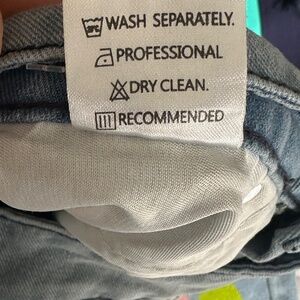 WASH SEPARATELY.
PROFESSIONAL
DRY CLEAN.
RECOMMENDED